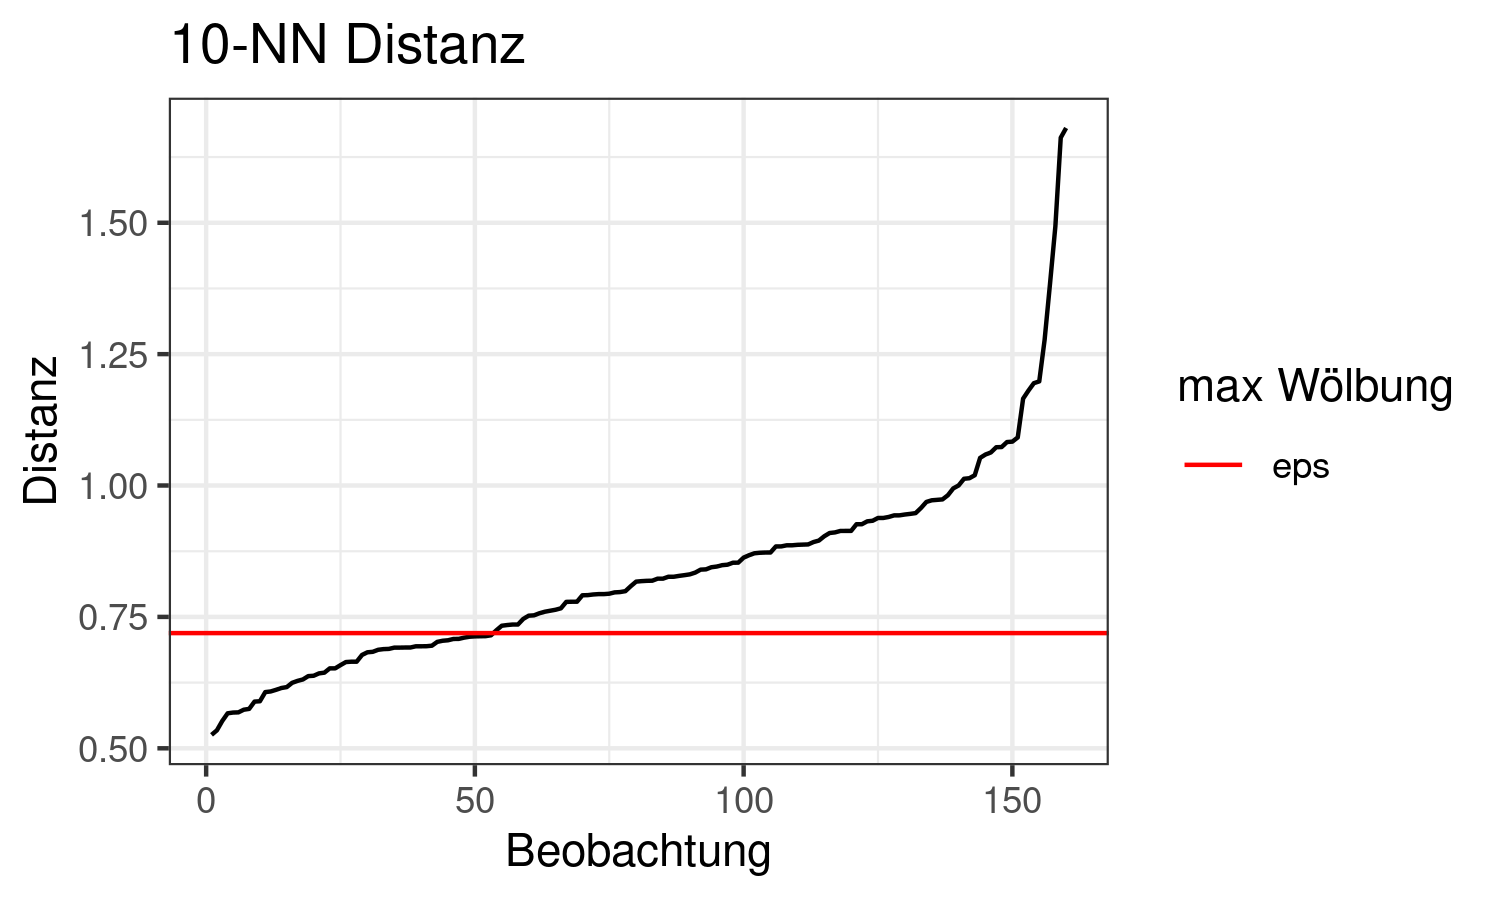 10-NN Distanz
1.50
1.25
1.00
0.75
0.50
Distanz
0 50 100 150
Beobachtung
max Wölbung
eps